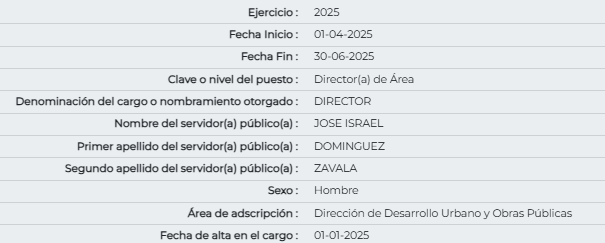 Ejercicio : 2025
Fecha Inicio : 01-04-2025
Fecha Fin : 30-06-2025
Clave o nivel del puesto : Director(a) de Área
Denominación del cargo o nombramiento otorgado : DIRECTOR
Nombre del servidor(a) público(a) : JOSE ISRAEL
Primer apellido del servidor(a) público(a) : DOMINGUEZ
Segundo apellido del servidor(a) público(a) : ZAVALA
Sexo : Hombre
Área de adscripción : Dirección de Desarrollo Urbano y Obras Públicas
Fecha de alta en el cargo : 01-01-2025